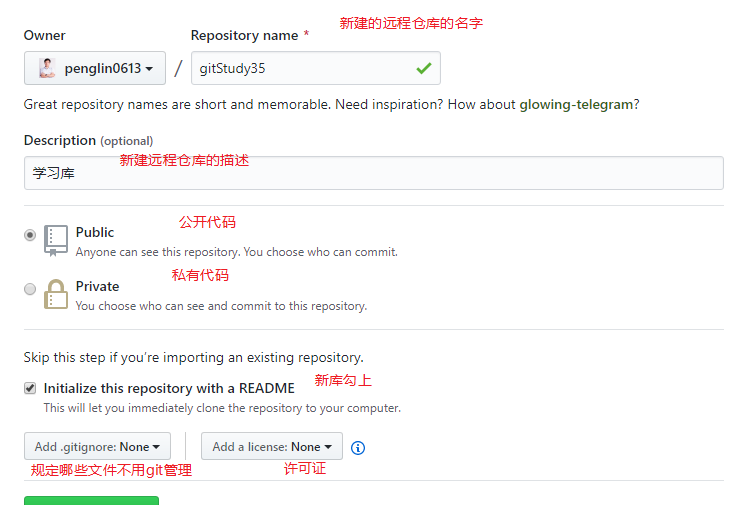 新建的远程仓库的名字
Owner Repository name *
penglin0613 / gitStudy35
Great repository names are short and memorable. Need inspiration? How about glowing-telegram?
Description (optional)
新建远程仓库的描述
学习库
公开代码
Public
Anyone can see this repository. You choose who can commit.
私有代码
Private
You choose who can see and commit to this repository.
Skip this step if you're importing an existing repository.
Initialize this repository with a README 新库勾上
This will let you immediately clone the repository to your computer.
Add .gitignore: None Add a license: None
规定哪些文件不用git管理 许可证